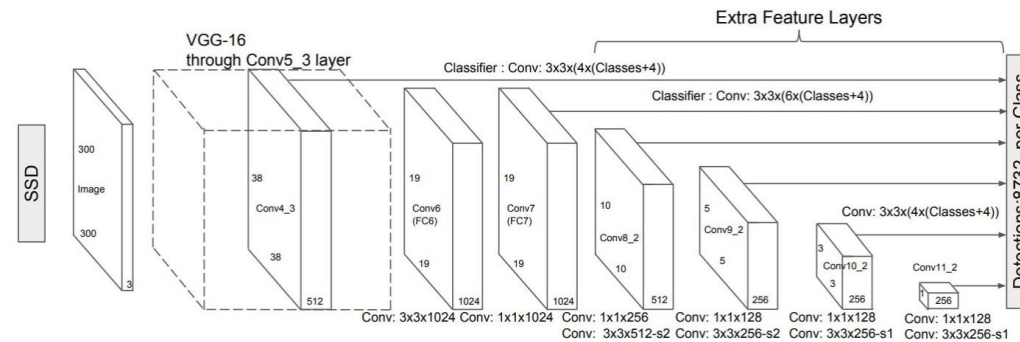 Extra Feature Layers
VGG-16
through Conv5_3 layer
Classifier : Conv: 3x3x(4x(Classes+4))
Classifier : Conv: 3x3x(6x(Classes+4))
SSD
300
Image
300
3
38
Conv4_3
38
512
19
Conv6
(FC6)
19
1024
19
Conv7
(FC7)
19
1024
10
Conv8_2
10
512
5
Conv9_2
5
256
Conv: 3x3x(4x(Classes+4))
3
Conv10_2
3
256
Conv11_2
1
256
Detections:8732 per Class
Conv: 3x3x1024
Conv: 1x1x1024
Conv: 1x1x256
Conv: 3x3x512-s2
Conv: 1x1x128
Conv: 3x3x256-s2
Conv: 1x1x128
Conv: 3x3x256-s1
Conv: 1x1x128
Conv: 3x3x256-s1